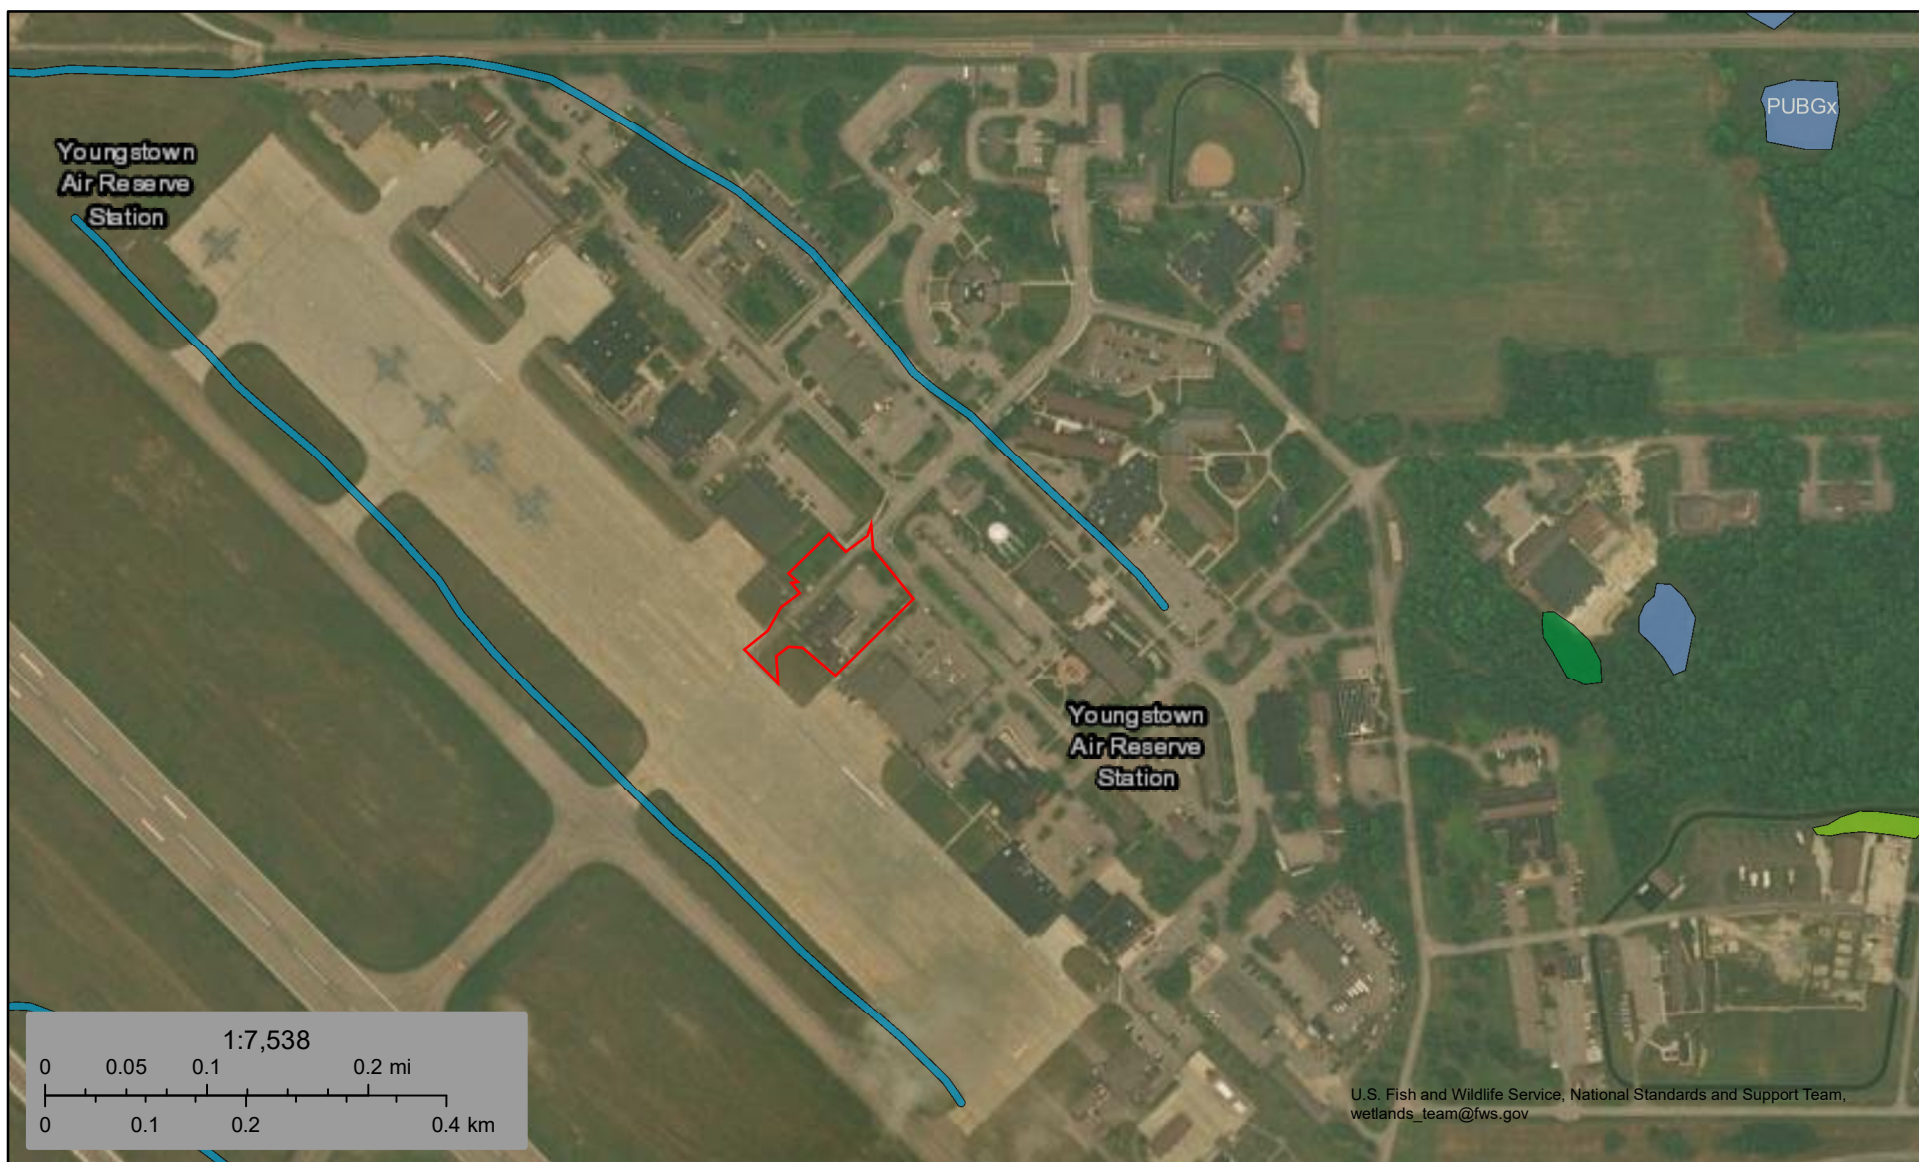 PUBGx
Youngstown
Air Reserve
Station
Youngstown
Air Reserve
Station
1:7,538
0 0.05 0.1 0.2 mi
0 0.1 0.2 0.4 km
U.S. Fish and Wildlife Service, National Standards and Support Team,
wetlands_team@fws.gov